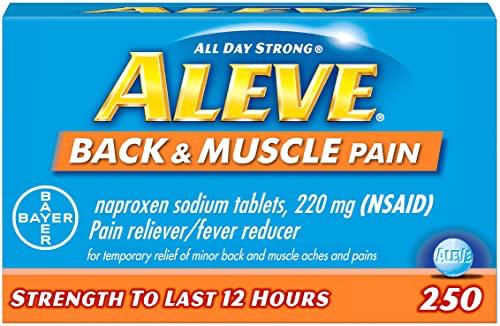 ALL DAY STRONG®
ALEVE®
BACK & MUSCLE PAIN
BAYER
BAYER
naproxen sodium tablets, 220 mg (NSAID)
Pain reliever/fever reducer
for temporary relief of minor back and muscle aches and pains
ALEVE
STRENGTH TO LAST 12 HOURS
250